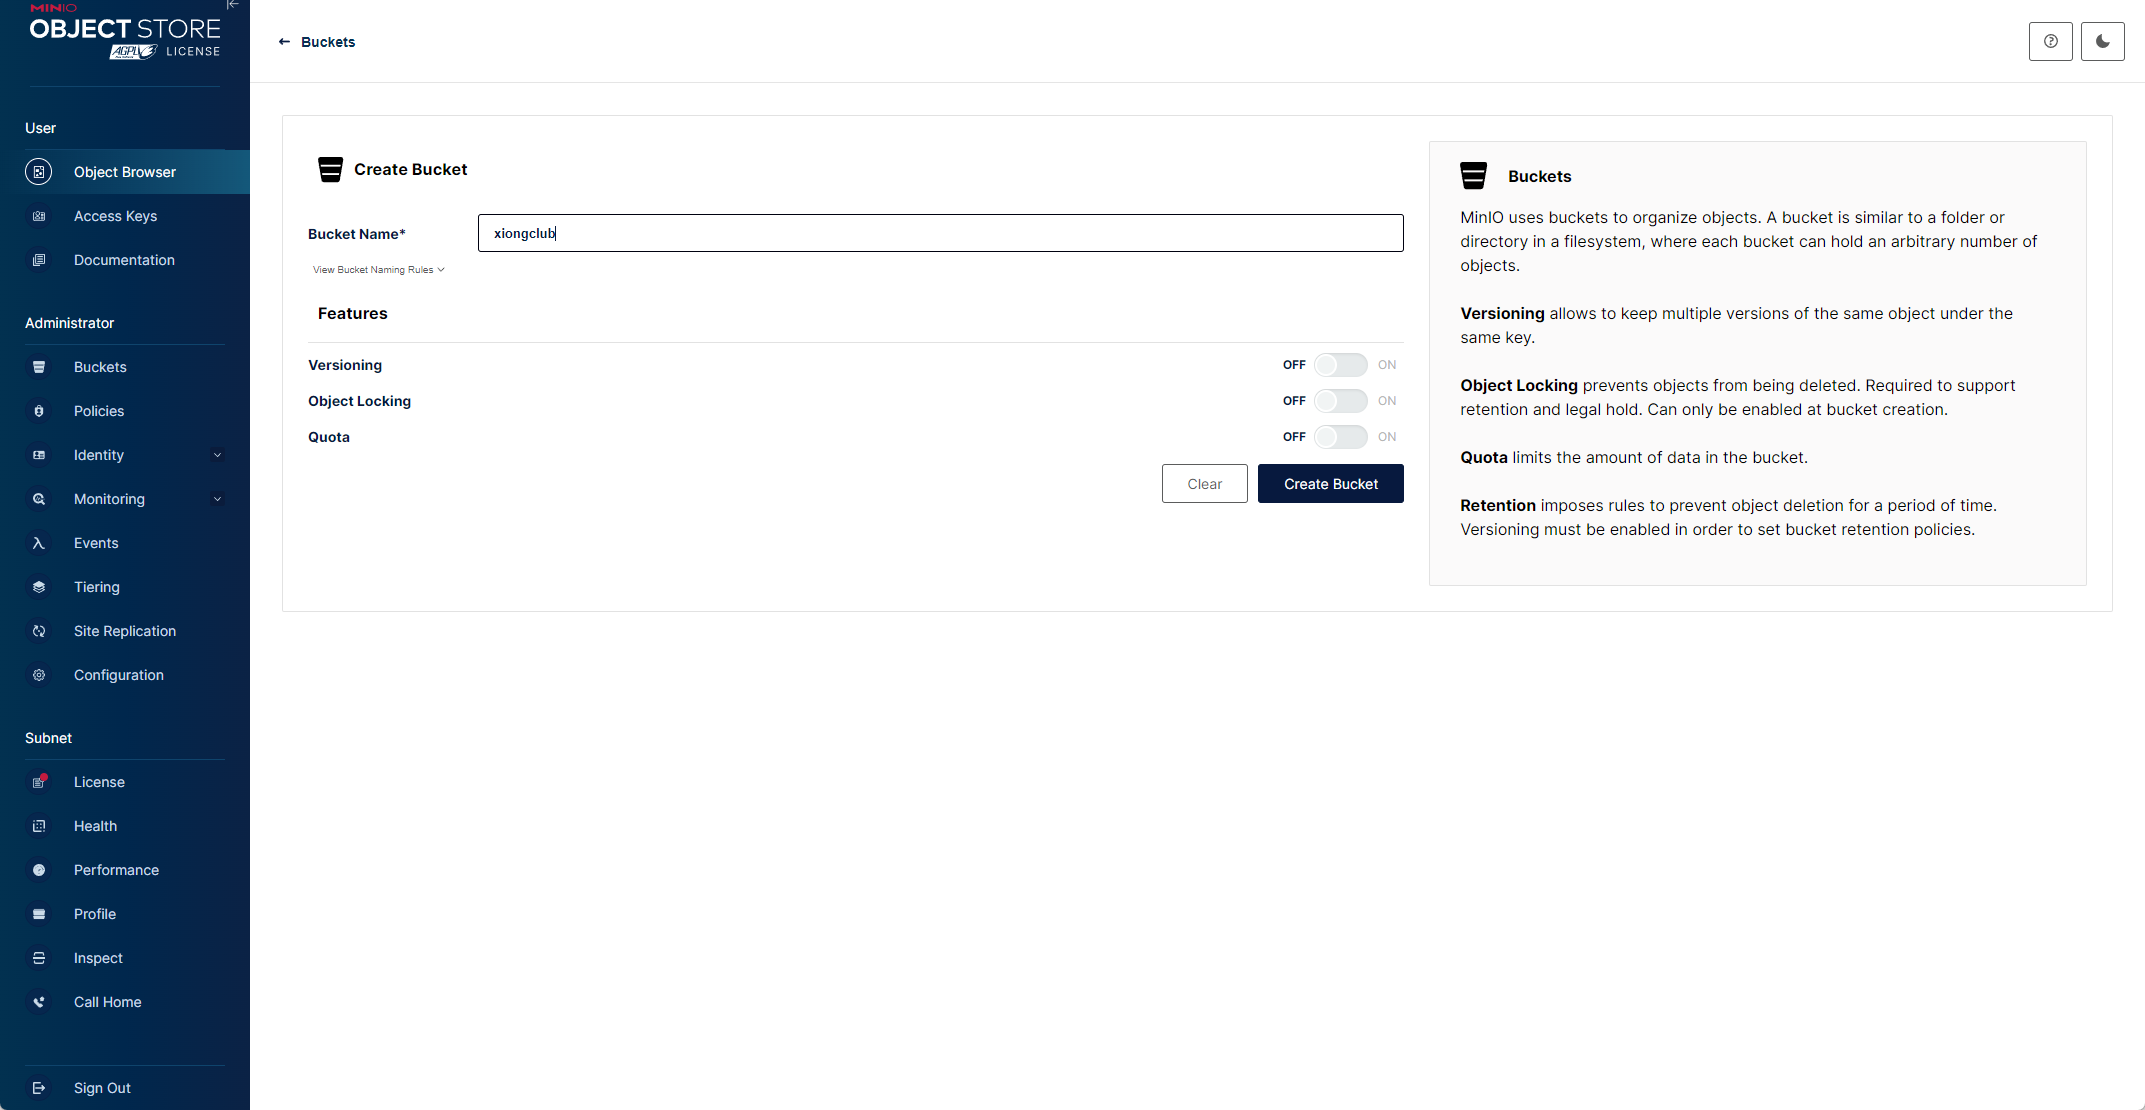 MINIO
OBJECT STORE
AGPLV3 LICENSE
User
Object Browser
Access Keys
Documentation
Administrator
Buckets
Policies
Identity
Monitoring
Events
Tiering
Site Replication
Configuration
Subnet
License
Health
Performance
Profile
Inspect
Call Home
Sign Out
Buckets
Create Bucket
Bucket Name*
xiongclub
View Bucket Naming Rules
Features
Versioning
OFF ON
Object Locking
OFF ON
Quota
OFF ON
Clear
Create Bucket
Buckets
MinIO uses buckets to organize objects. A bucket is similar to a folder or
directory in a filesystem, where each bucket can hold an arbitrary number of
objects.
Versioning allows to keep multiple versions of the same object under the
same key.
Object Locking prevents objects from being deleted. Required to support
retention and legal hold. Can only be enabled at bucket creation.
Quota limits the amount of data in the bucket.
Retention imposes rules to prevent object deletion for a period of time.
Versioning must be enabled in order to set bucket retention policies.